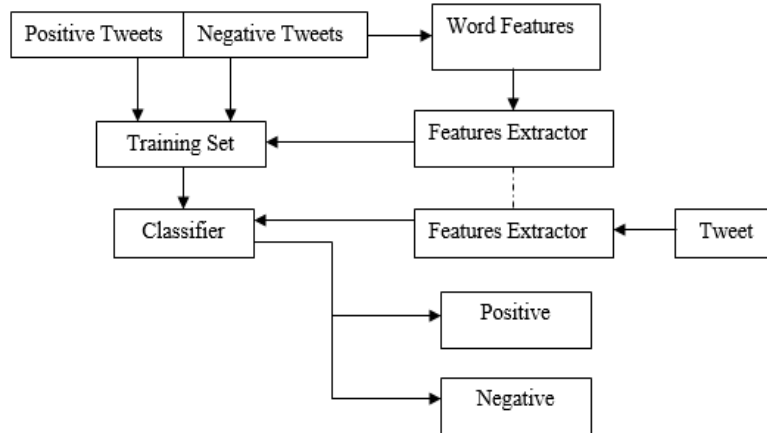 Positive Tweets
Negative Tweets
Word Features
Training Set
Features Extractor
Classifier
Features Extractor
Tweet
Positive
Negative